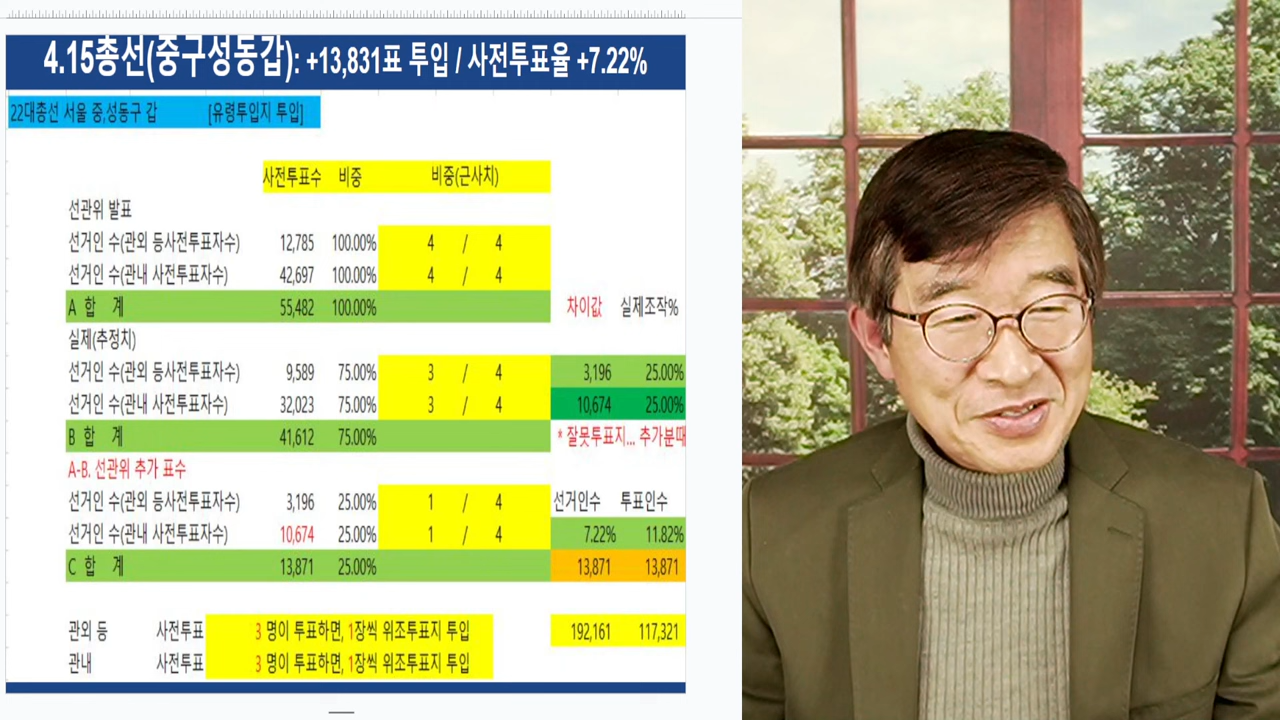 4.15총선(중구성동갑): +13,831표 투입 / 사전투표율 +7.22%
22대총선 서울 중,성동구 갑 [유령투입지 투입]
사전투표수 비중 비중(근사치)
선관위 발표
선거인 수(관외 등사전투표자수) 12,785 100.00% 4 / 4
선거인 수(관내 사전투표자수) 42,697 100.00% 4 / 4
A 합 계 55,482 100.00% 차이값 실제조작%
실제(추정치)
선거인 수(관외 등사전투표자수) 9,589 75.00% 3 / 4 3,196 25.00%
선거인 수(관내 사전투표자수) 32,023 75.00% 3 / 4 10,674 25.00%
B 합 계 41,612 75.00% * 잘못투표지... 추가분때
A-B. 선관위 추가 표수
선거인 수(관외 등사전투표자수) 3,196 25.00% 1 / 4 선거인수 투표인수
선거인 수(관내 사전투표자수) 10,674 25.00% 1 / 4 7.22% 11.82%
C 합 계 13,871 25.00% 13,871 13,871
관외 등 사전투표 3 명이 투표하면, 1장씩 위조투표지 투입 192,161 117,321
관내 사전투표 3 명이 투표하면, 1장씩 위조투표지 투입